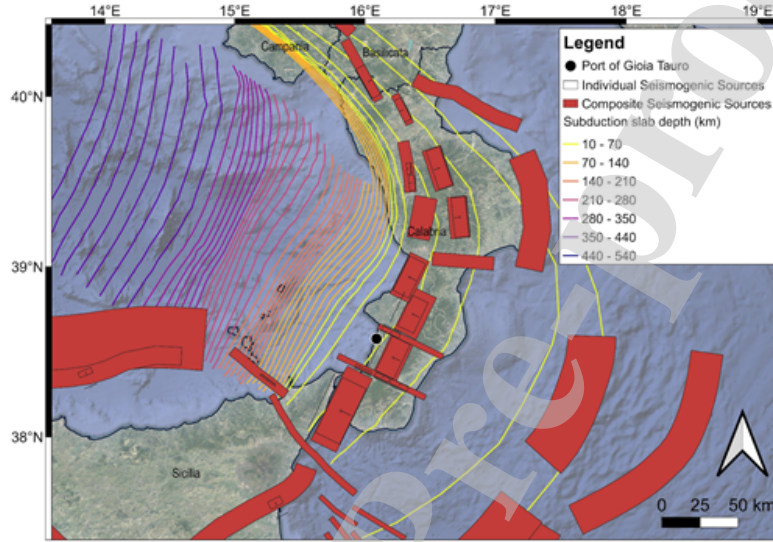 14°E 15°E 16°E 17°E 18°E 19°E
Campania
Basilicata
40°N
Legend
Port of Gioia Tauro
Individual Seismogenic Sources
Composite Seismogenic Sources
Subduction slab depth (km)
10 - 70
70 - 140
140 - 210
210 - 280
280 - 350
350 - 440
440 - 540
Calabria
39°N
38°N
Sicilia
0 25 50 km
pre-pro